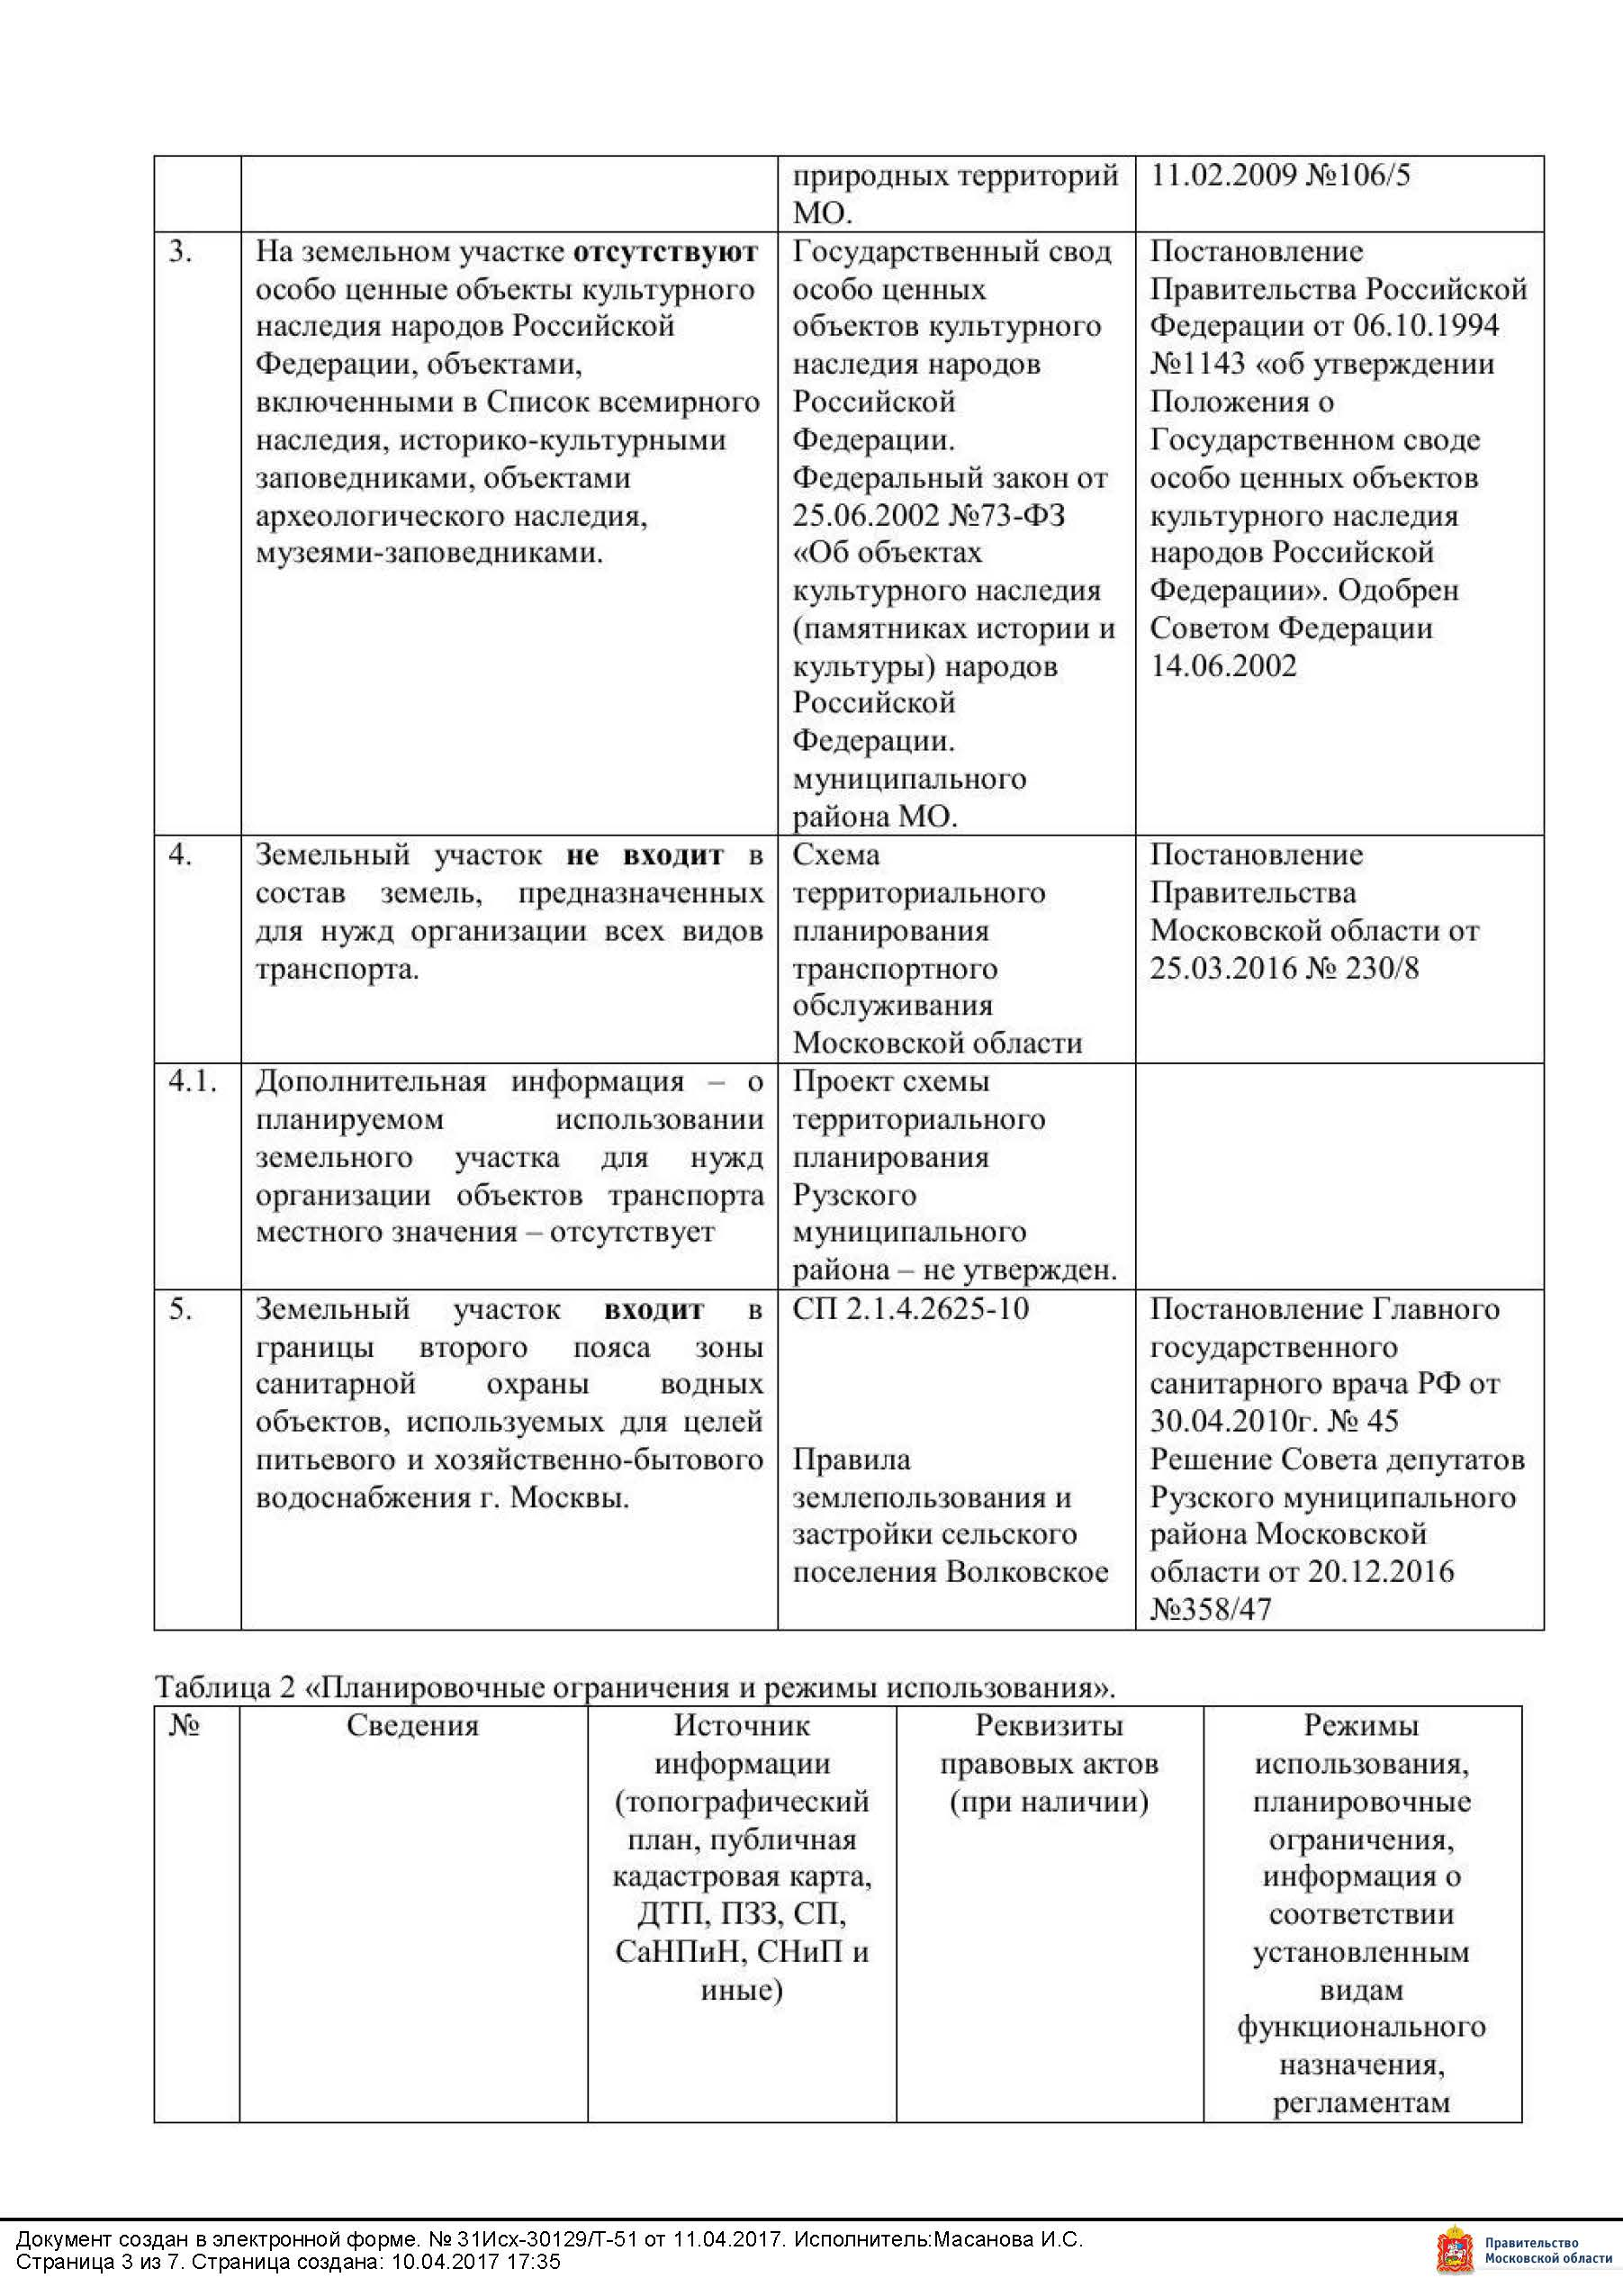 природных территорий
МО.
11.02.2009 №106/5
3.
На земельном участке отсутствуют
особо ценные объекты культурного
наследия народов Российской
Федерации, объектами,
включенными в Список всемирного
наследия, историко-культурными
заповедниками, объектами
археологического наследия,
музеями-заповедниками.
Государственный свод
особо ценных
объектов культурного
наследия народов
Российской
Федерации.
Федеральный закон от
25.06.2002 №73-ФЗ
«Об объектах
культурного наследия
(памятниках истории и
культуры) народов
Российской
Федерации.
муниципального
района МО.
Постановление
Правительства Российской
Федерации от 06.10.1994
№1143 «об утверждении
Положения о
Государственном своде
особо ценных объектов
культурного наследия
народов Российской
Федерации». Одобрен
Советом Федерации
14.06.2002
4.
Земельный участок не входит в
состав земель, предназначенных
для нужд организации всех видов
транспорта.
Схема
территориального
планирования
транспортного
обслуживания
Московской области
Постановление
Правительства
Московской области от
25.03.2016 № 230/8
4.1.
Дополнительная информация – о
планируемом использовании
земельного участка для нужд
организации объектов транспорта
местного значения – отсутствует
Проект схемы
территориального
планирования
Рузского
муниципального
района – не утвержден.
5.
Земельный участок входит в
границы второго пояса зоны
санитарной охраны водных
объектов, используемых для целей
питьевого и хозяйственно-бытового
водоснабжения г. Москвы.
СП 2.1.4.2625-10
Правила
землепользования и
застройки сельского
поселения Волковское
Постановление Главного
государственного
санитарного врача РФ от
30.04.2010г. № 45
Решение Совета депутатов
Рузского муниципального
района Московской
области от 20.12.2016
№358/47
Таблица 2 «Планировочные ограничения и режимы использования».
№
Сведения
Источник
информации
(топографический
план, публичная
кадастровая карта,
ДТП, ПЗЗ, СП,
СаНПиН, СНиП и
иные)
Реквизиты
правовых актов
(при наличии)
Режимы
использования,
планировочные
ограничения,
информация о
соответствии
установленным
видам
функционального
назначения,
регламентам
Документ создан в электронной форме. № 31Исх-30129/Т-51 от 11.04.2017. Исполнитель:Масанова И.С.
Страница 3 из 7. Страница создана: 10.04.2017 17:35
Правительство
Московской области